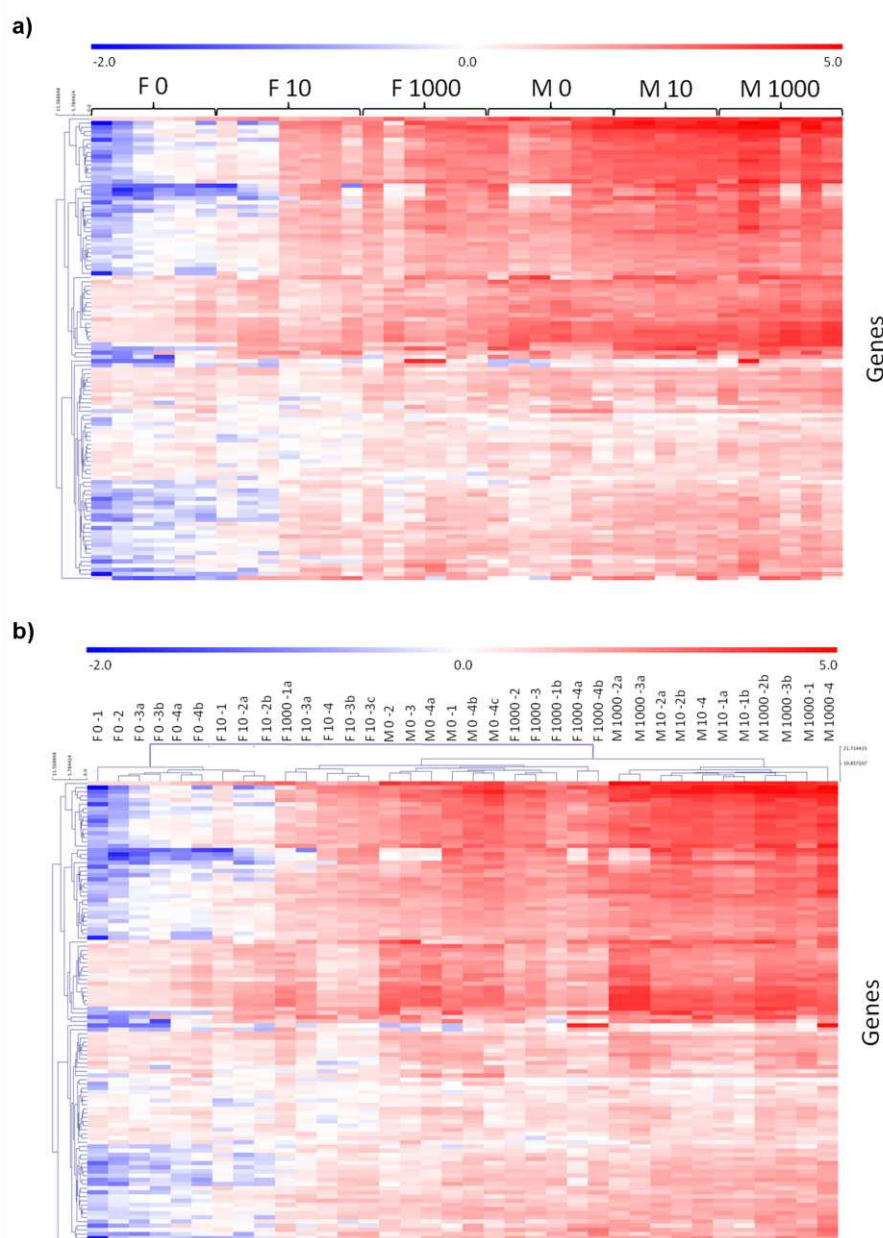 a)
-2.0 0.0 5.0
F 0 F 10 F 1000 M 0 M 10 M 1000
Genes
b)
-2.0 0.0 5.0
F 0 -1
F 0 -2
F 0 -3a
F 0 -3b
F 0 -4a
F 0 -4b
F 10 -1
F 10 -2a
F 10 -2b
F 1000 -1a
F 10 -3a
F 10 -4
F 10 -3b
F 10 -3c
M 0 -2
M 0 -3
M 0 -4a
M 0 -1
M 0 -4b
M 0 -4c
F 1000 -2
F 1000 -3
F 1000 -1b
F 1000 -4a
F 1000 -4b
M 1000 -2a
M 1000 -3a
M 10 -2a
M 10 -2b
M 10 -4
M 10 -1a
M 10 -1b
M 1000 -2b
M 1000 -3b
M 1000 -1
M 1000 -4
Genes